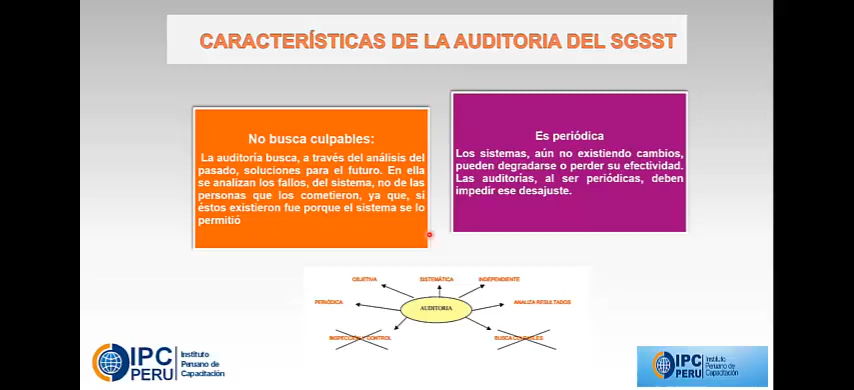 CARACTERÍSTICAS DE LA AUDITORIA DEL SGSST
No busca culpables:
La auditoría busca, a través del análisis del
pasado, soluciones para el futuro. En ella
se analizan los fallos, del sistema, no de las
personas que los cometieron, ya que, si
éstos existieron fue porque el sistema se lo
permitió
Es periódica
Los sistemas, aún no existiendo cambios,
pueden degradarse o perder su efectividad.
Las auditorías, al ser periódicas, deben
impedir ese desajuste.
OBJETIVA
SISTEMÁTICA
INDEPENDIENTE
PERIÓDICA
AUDITORIA
ANALIZA RESULTADOS
INSPECCIÓN Y CONTROL
BUSCA CULPABLES
IPC
PERU
Instituto
Peruano de
Capacitación
IPC
PERU
Instituto
Peruano de
Capacitación